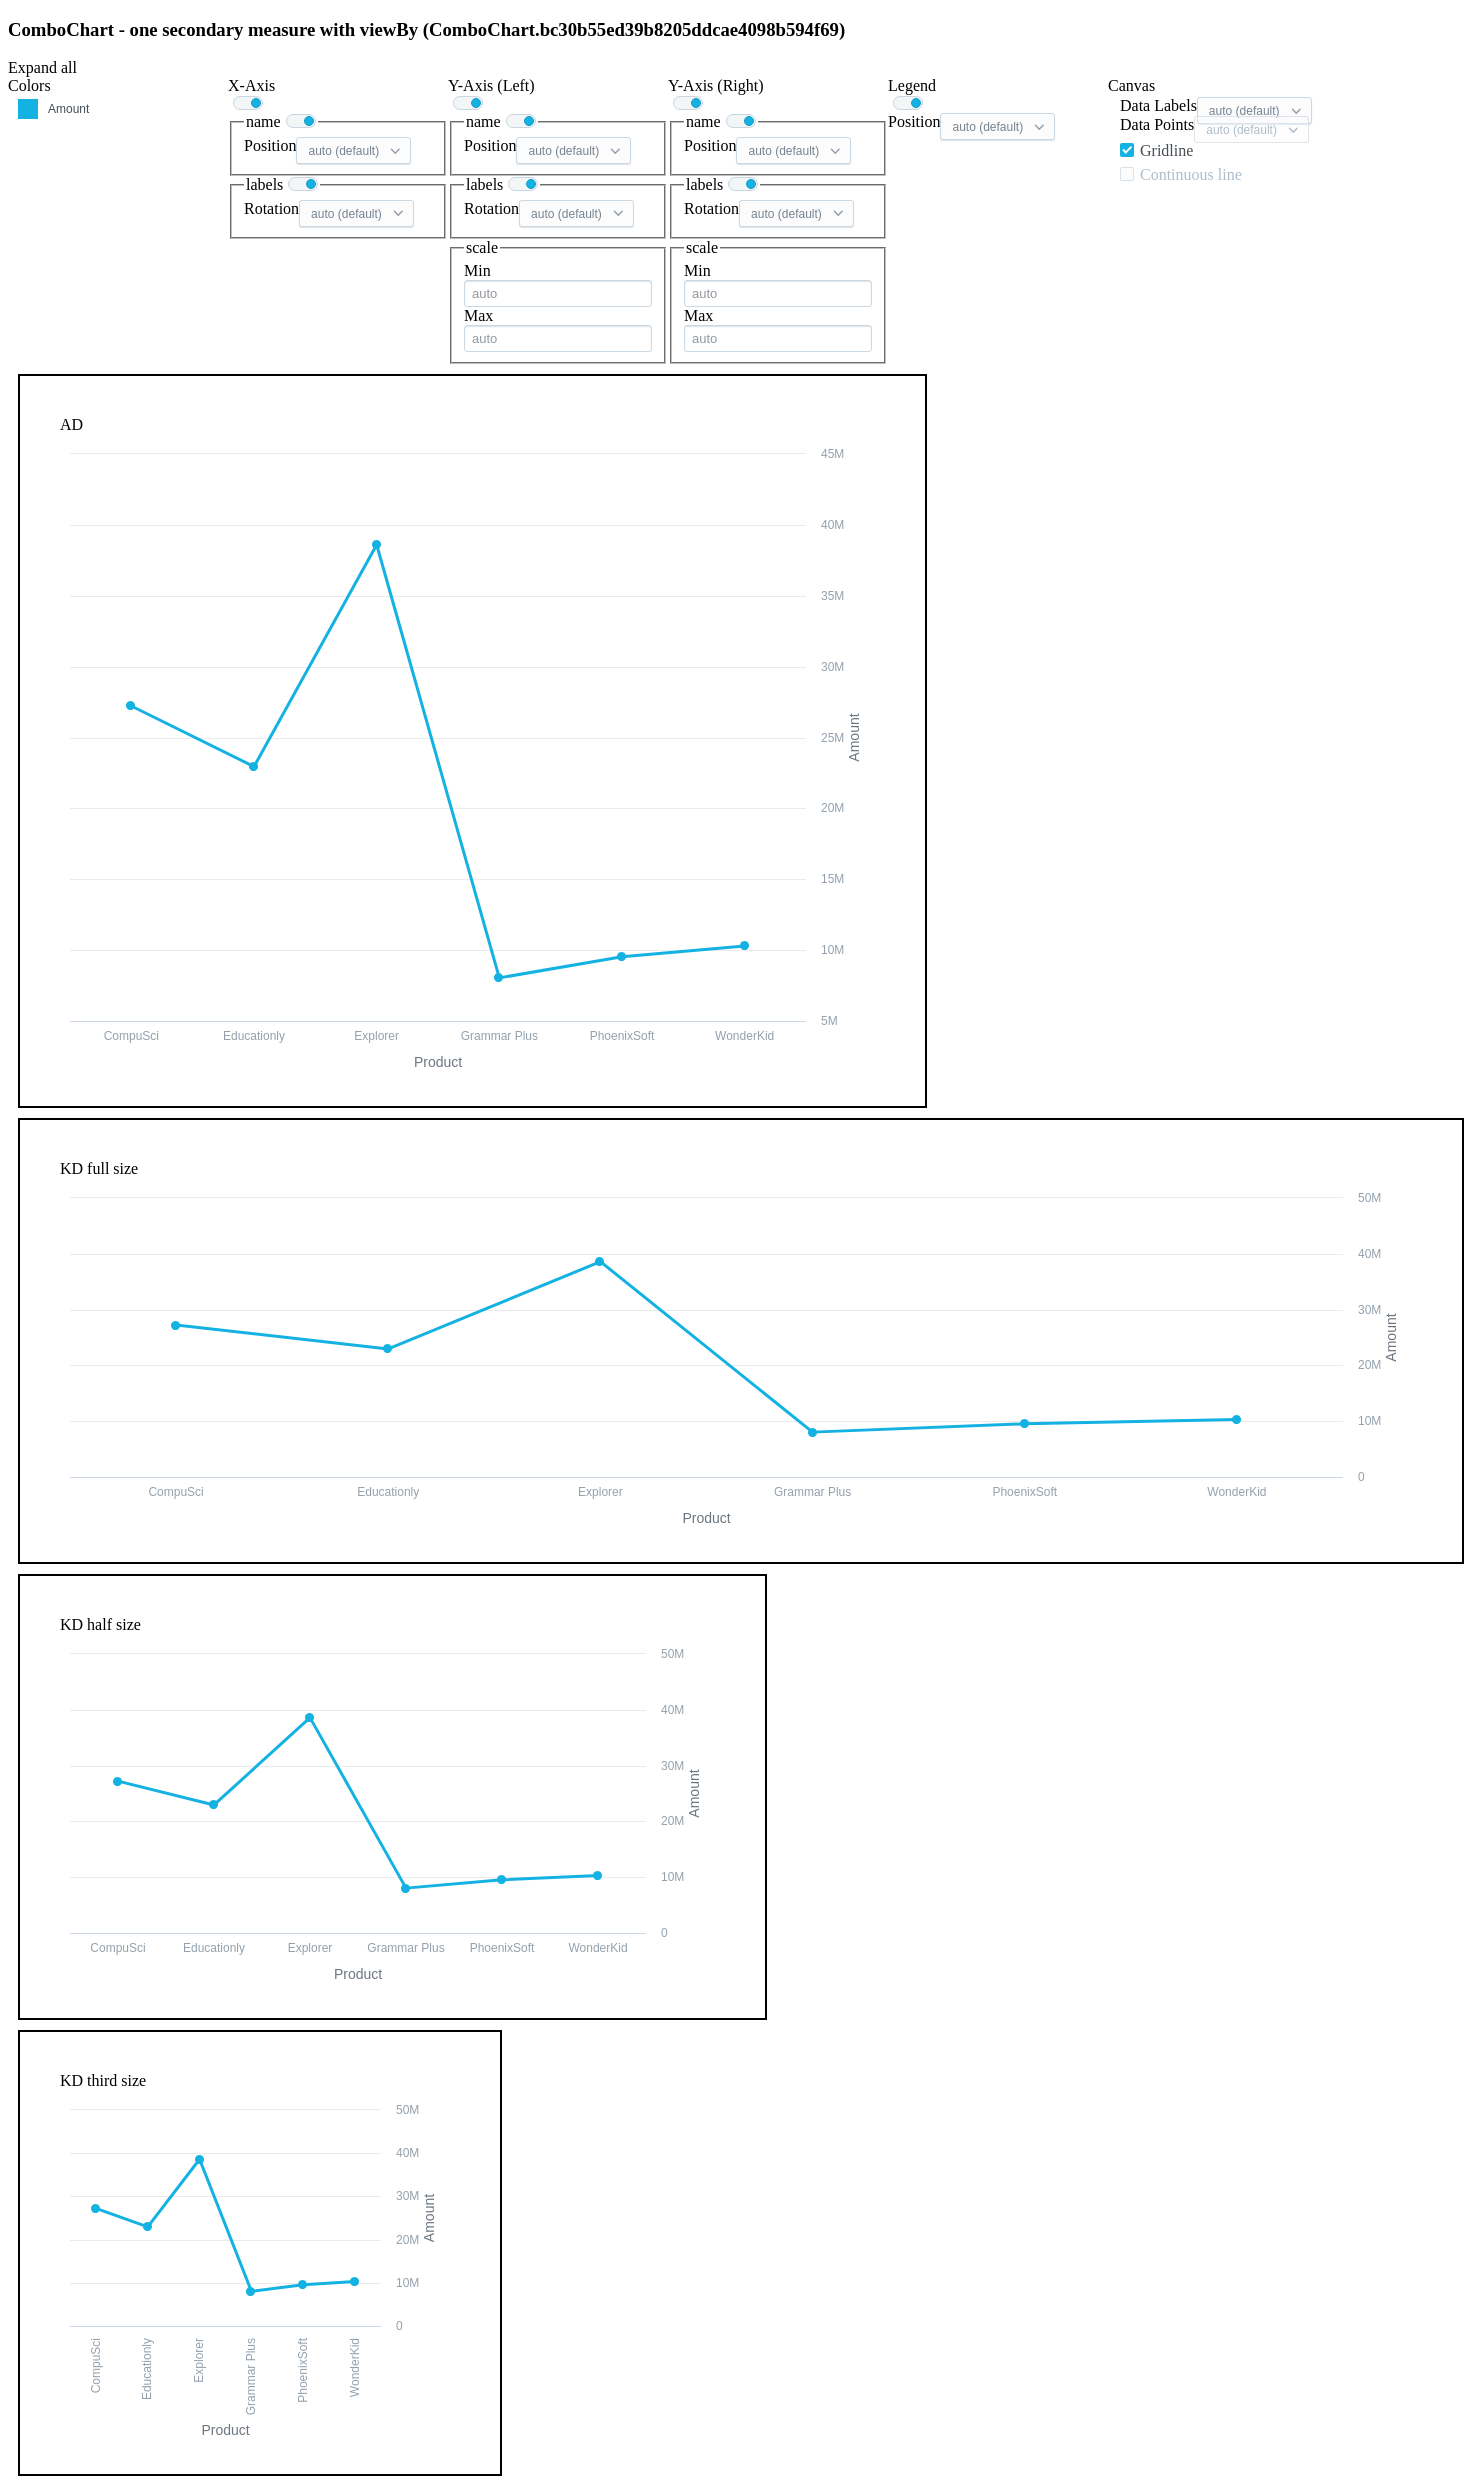 ComboChart - one secondary measure with viewBy (ComboChart.bc30b55ed39b8205ddcae4098b594f69)
Expand all
Colors
Amount
X-Axis
name
Position auto (default)
labels
Rotation auto (default)
Y-Axis (Left)
name
Position auto (default)
labels
Rotation auto (default)
scale
Min
auto
Max
auto
Y-Axis (Right)
name
Position auto (default)
labels
Rotation auto (default)
scale
Min
auto
Max
auto
Legend
Position auto (default)
Canvas
Data Labels auto (default)
Data Points auto (default)
Gridline
Continuous line
AD
45M
40M
35M
30M
25M
20M
15M
10M
5M
Amount
CompuSci Educationly Explorer Grammar Plus PhoenixSoft WonderKid
Product
KD full size
50M
40M
30M
20M
10M
0
Amount
CompuSci Educationly Explorer Grammar Plus PhoenixSoft WonderKid
Product
KD half size
50M
40M
30M
20M
10M
0
Amount
CompuSci Educationly Explorer Grammar Plus PhoenixSoft WonderKid
Product
KD third size
50M
40M
30M
20M
10M
0
Amount
CompuSci
Educationly
Explorer
Grammar Plus
PhoenixSoft
WonderKid
Product